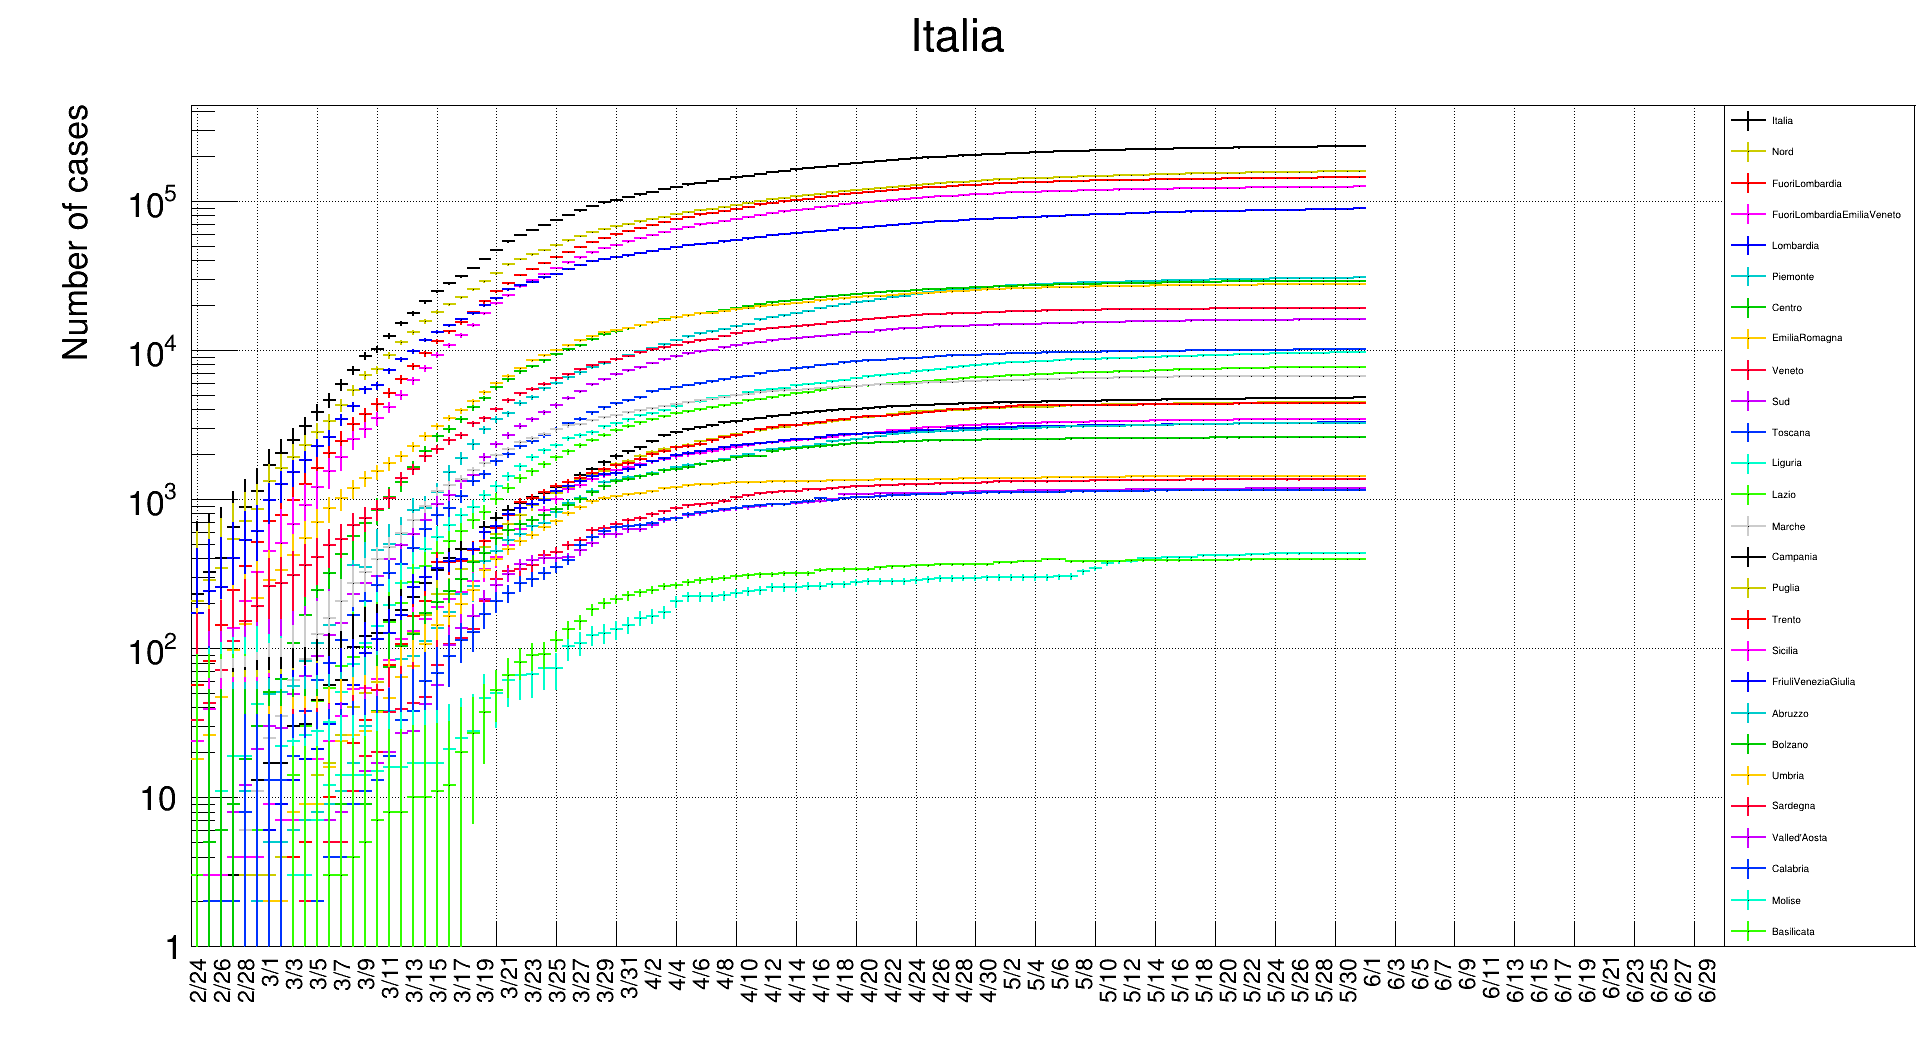 Italia
Number of cases
10^5
10^4
10^3
10^2
10
1
2/24 2/26 2/28 3/1 3/3 3/5 3/7 3/9 3/11 3/13 3/15 3/17 3/19 3/21 3/23 3/25 3/27 3/29 3/31 4/2 4/4 4/6 4/8 4/10 4/12 4/14 4/16 4/18 4/20 4/22 4/24 4/26 4/28 4/30 5/2 5/4 5/6 5/8 5/10 5/12 5/14 5/16 5/18 5/20 5/22 5/24 5/26 5/28 5/30 6/1 6/3 6/5 6/7 6/9 6/11 6/13 6/15 6/17 6/19 6/21 6/23 6/25 6/27 6/29
Italia
Nord
FuoriLombardia
FuoriLombardiaEmiliaVeneto
Lombardia
Piemonte
Centro
EmiliaRomagna
Veneto
Sud
Toscana
Liguria
Lazio
Marche
Campania
Puglia
Trento
Sicilia
FriuliVeneziaGiulia
Abruzzo
Bolzano
Umbria
Sardegna
Valled'Aosta
Calabria
Molise
Basilicata